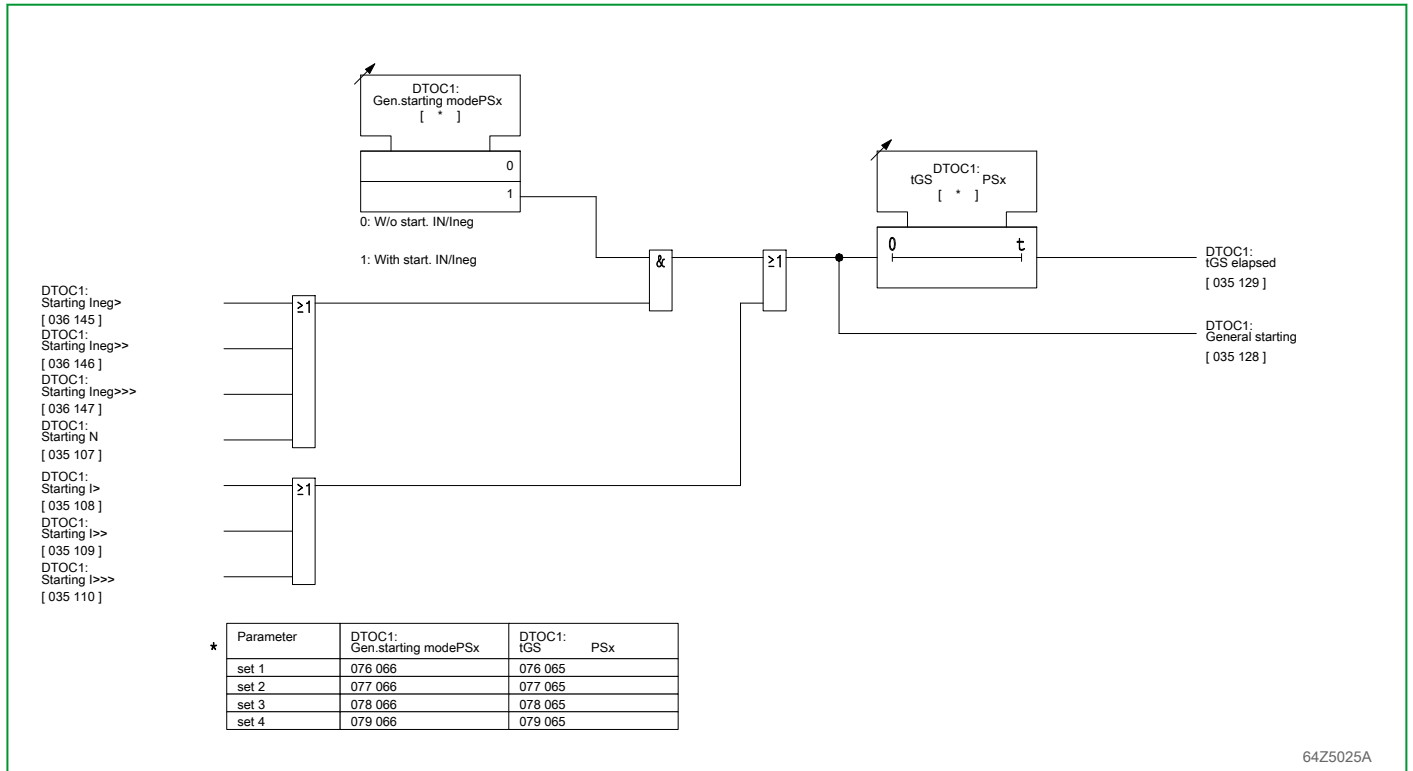 DTOC1:
Gen.starting modePSx
[ * ]
0
1
0: W/o start. IN/Ineg
1: With start. IN/Ineg
DTOC1:
tGS PSx
[ * ]
0 t
&
≥1
DTOC1:
tGS elapsed
[ 035 129 ]
DTOC1:
General starting
[ 035 128 ]
DTOC1:
Starting Ineg>
[ 036 145 ]
DTOC1:
Starting Ineg>>
[ 036 146 ]
DTOC1:
Starting Ineg>>>
[ 036 147 ]
DTOC1:
Starting N
[ 035 107 ]
≥1
DTOC1:
Starting I>
[ 035 108 ]
DTOC1:
Starting I>>
[ 035 109 ]
DTOC1:
Starting I>>>
[ 035 110 ]
≥1
*
Parameter DTOC1: Gen.starting modePSx DTOC1: tGS PSx
set 1 076 066 076 065
set 2 077 066 077 065
set 3 078 066 078 065
set 4 079 066 079 065
64Z5025A